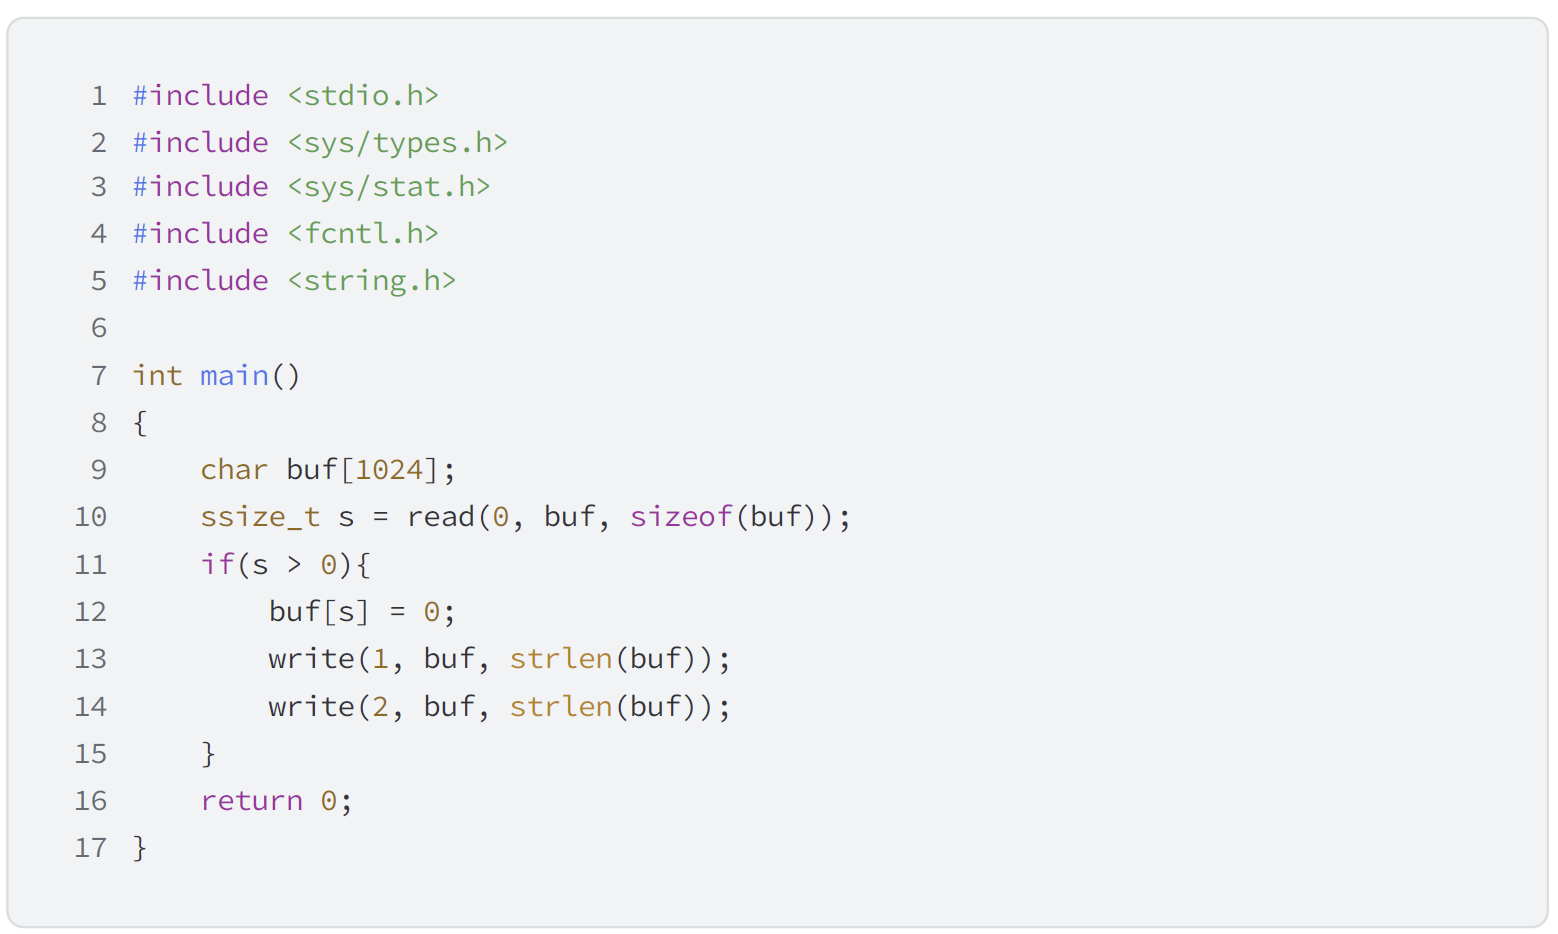 1 #include <stdio.h>
2 #include <sys/types.h>
3 #include <sys/stat.h>
4 #include <fcntl.h>
5 #include <string.h>
6
7 int main()
8 {
9     char buf[1024];
10     ssize_t s = read(0, buf, sizeof(buf));
11     if(s > 0){
12         buf[s] = 0;
13         write(1, buf, strlen(buf));
14         write(2, buf, strlen(buf));
15     }
16     return 0;
17 }